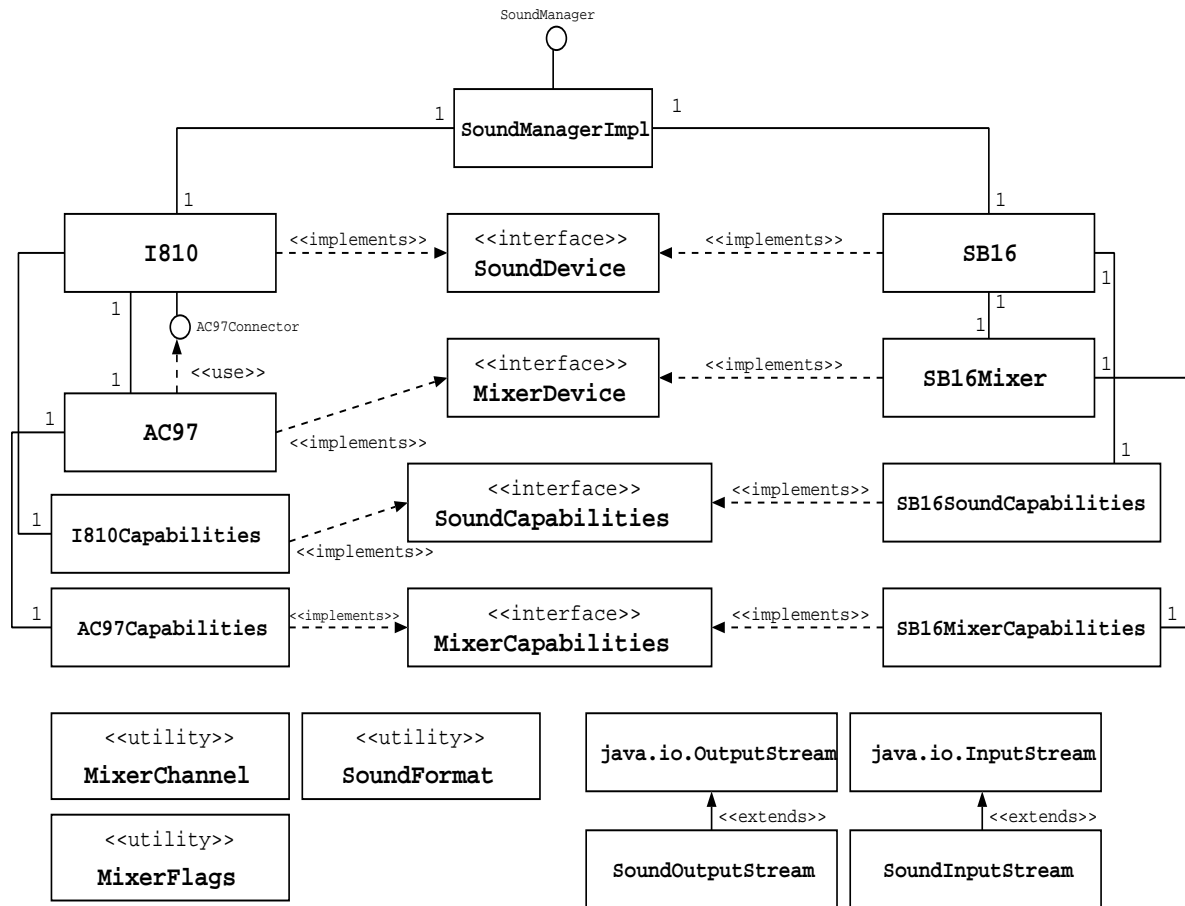 SoundManager
1
1
SoundManagerImpl
1
1
I810
<<implements>>
<<interface>>
SoundDevice
<<implements>>
SB16
1
1
1
AC97Connector
1
<<use>>
1
<<interface>>
MixerDevice
<<implements>>
SB16Mixer
1
1
AC97
<<implements>>
1
<<interface>>
SoundCapabilities
<<implements>>
SB16SoundCapabilities
1
I810Capabilities
<<implements>>
1
AC97Capabilities
<<implements>>
<<interface>>
MixerCapabilities
<<implements>>
SB16MixerCapabilities
1
<<utility>>
MixerChannel
<<utility>>
SoundFormat
java.io.OutputStream
java.io.InputStream
<<extends>>
<<extends>>
<<utility>>
MixerFlags
SoundOutputStream
SoundInputStream